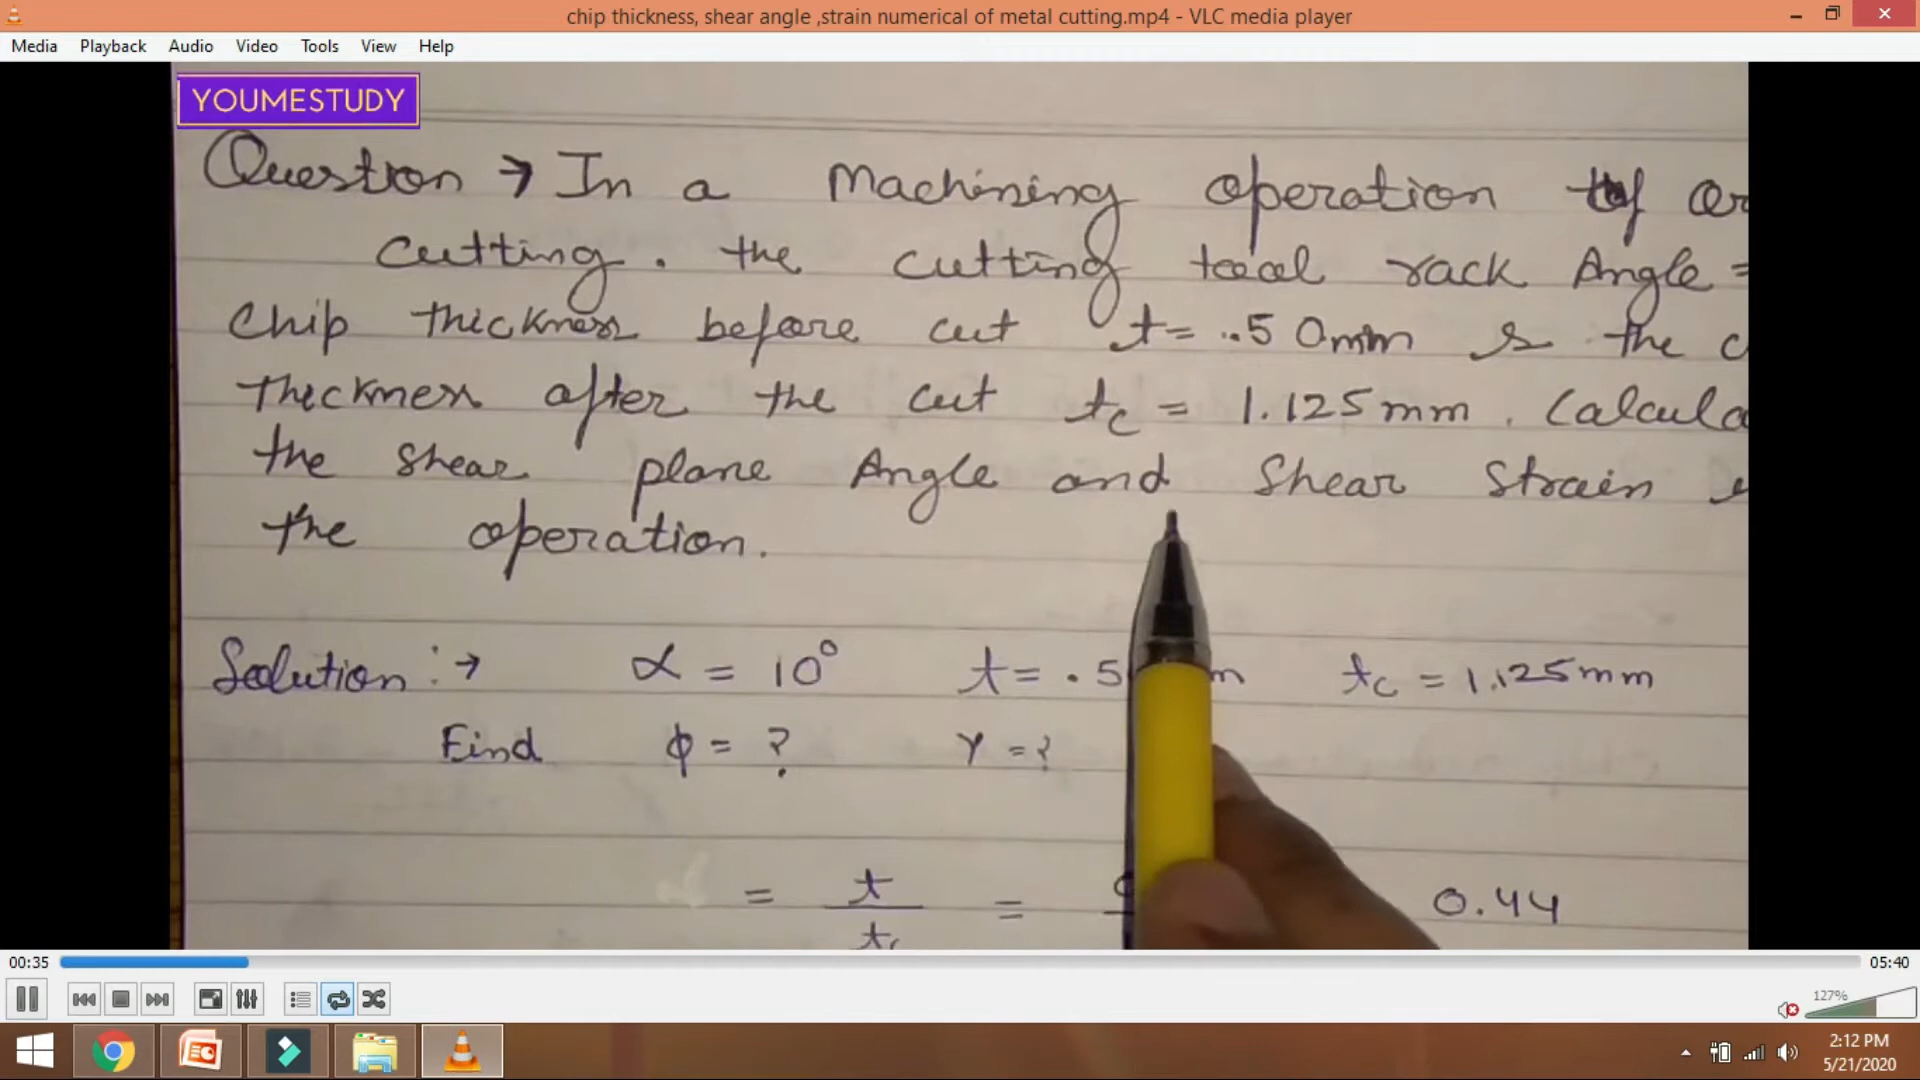 chip thickness, shear angle ,strain numerical of metal cutting.mp4 - VLC media player
Media Playback Audio Video Tools View Help
YOUMESTUDY
Question → In a Machining operation of or
cutting. the cutting tool rack Angle =
Chip thickness before cut t = .50mm & the c
thickness after the cut tc = 1.125mm. Calcula
the shear plane Angle and Shear Strain
the operation.
Solution :→ α = 10° t = .5 m tc = 1.125mm
Find ϕ = ? γ = ?
= t/tc = 0.44
00:35 05:40
127%
2:12 PM
5/21/2020